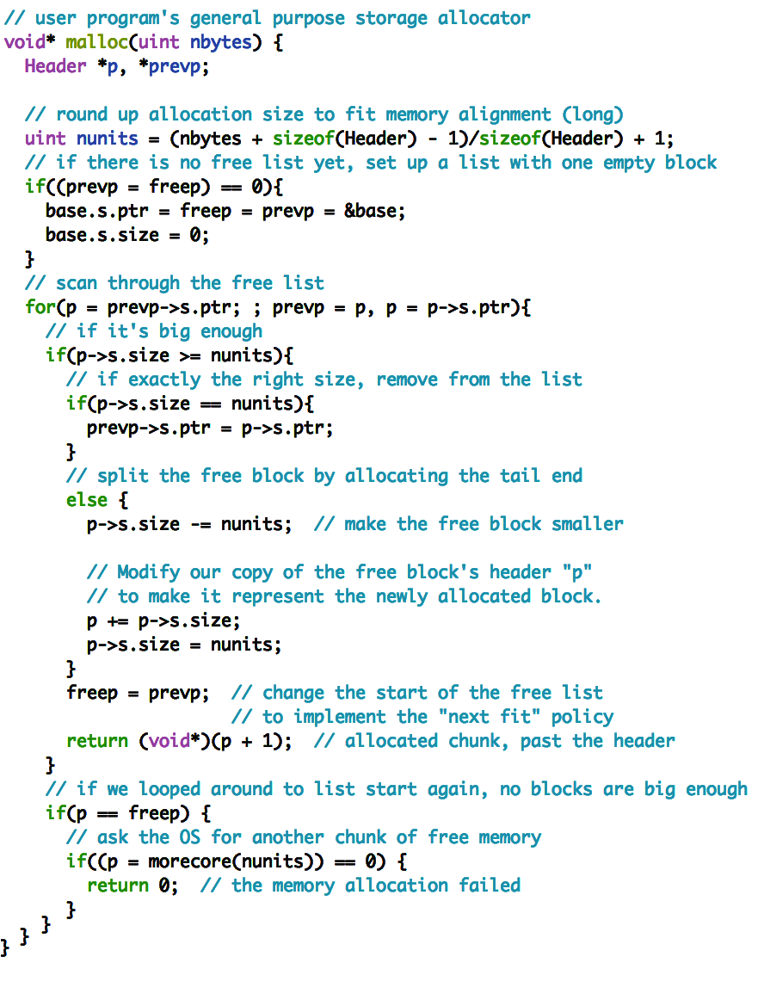 // user program's general purpose storage allocator
void* malloc(uint nbytes) {
  Header *p, *prevp;

  // round up allocation size to fit memory alignment (long)
  uint nunits = (nbytes + sizeof(Header) - 1)/sizeof(Header) + 1;
  // if there is no free list yet, set up a list with one empty block
  if((prevp = freep) == 0){
    base.s.ptr = freep = prevp = &base;
    base.s.size = 0;
  }
  // scan through the free list
  for(p = prevp->s.ptr; ; prevp = p, p = p->s.ptr){
    // if it's big enough
    if(p->s.size >= nunits){
      // if exactly the right size, remove from the list
      if(p->s.size == nunits){
        prevp->s.ptr = p->s.ptr;
      }
      // split the free block by allocating the tail end
      else {
        p->s.size -= nunits;  // make the free block smaller

        // Modify our copy of the free block's header "p"
        // to make it represent the newly allocated block.
        p += p->s.size;
        p->s.size = nunits;
      }
      freep = prevp;  // change the start of the free list
                      // to implement the "next fit" policy
      return (void*)(p + 1);  // allocated chunk, past the header
    }
    // if we looped around to list start again, no blocks are big enough
    if(p == freep) {
      // ask the OS for another chunk of free memory
      if((p = morecore(nunits)) == 0) {
        return 0;  // the memory allocation failed
      }
    }
  }
}